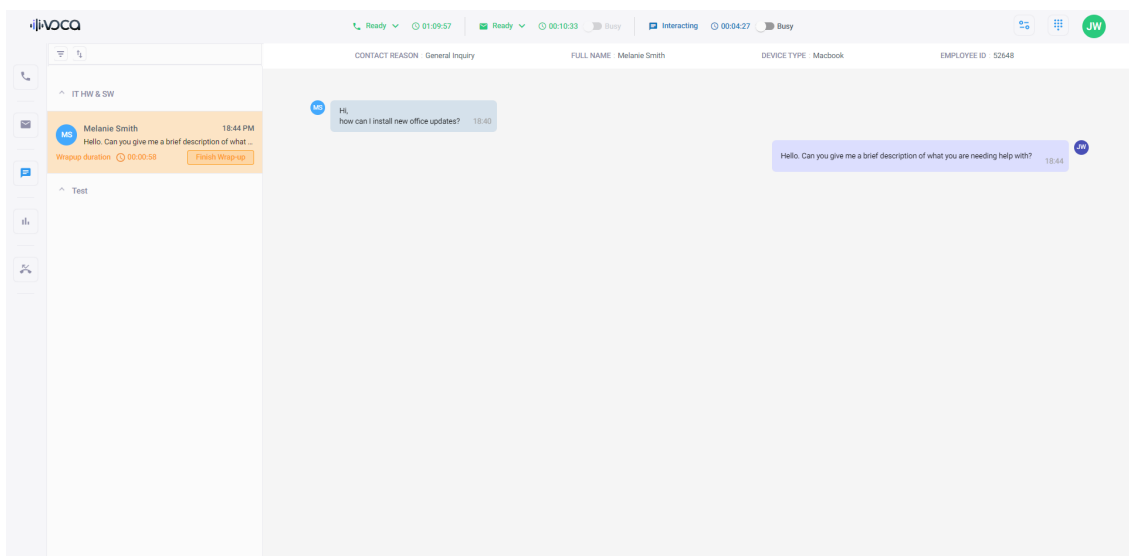 VOCA
Ready 01:09:57 Ready 00:10:33 Busy Interacting 00:04:27 Busy JW
CONTACT REASON : General Inquiry FULL NAME : Melanie Smith DEVICE TYPE : Macbook EMPLOYEE ID : 52648
IT HW & SW
MS
Melanie Smith 18:44 PM
Hello. Can you give me a brief description of what ...
Wrapup duration 00:00:58 Finish Wrap-up
Test
MS
Hi,
how can I install new office updates? 18:40
Hello. Can you give me a brief description of what you are needing help with? 18:44
JW